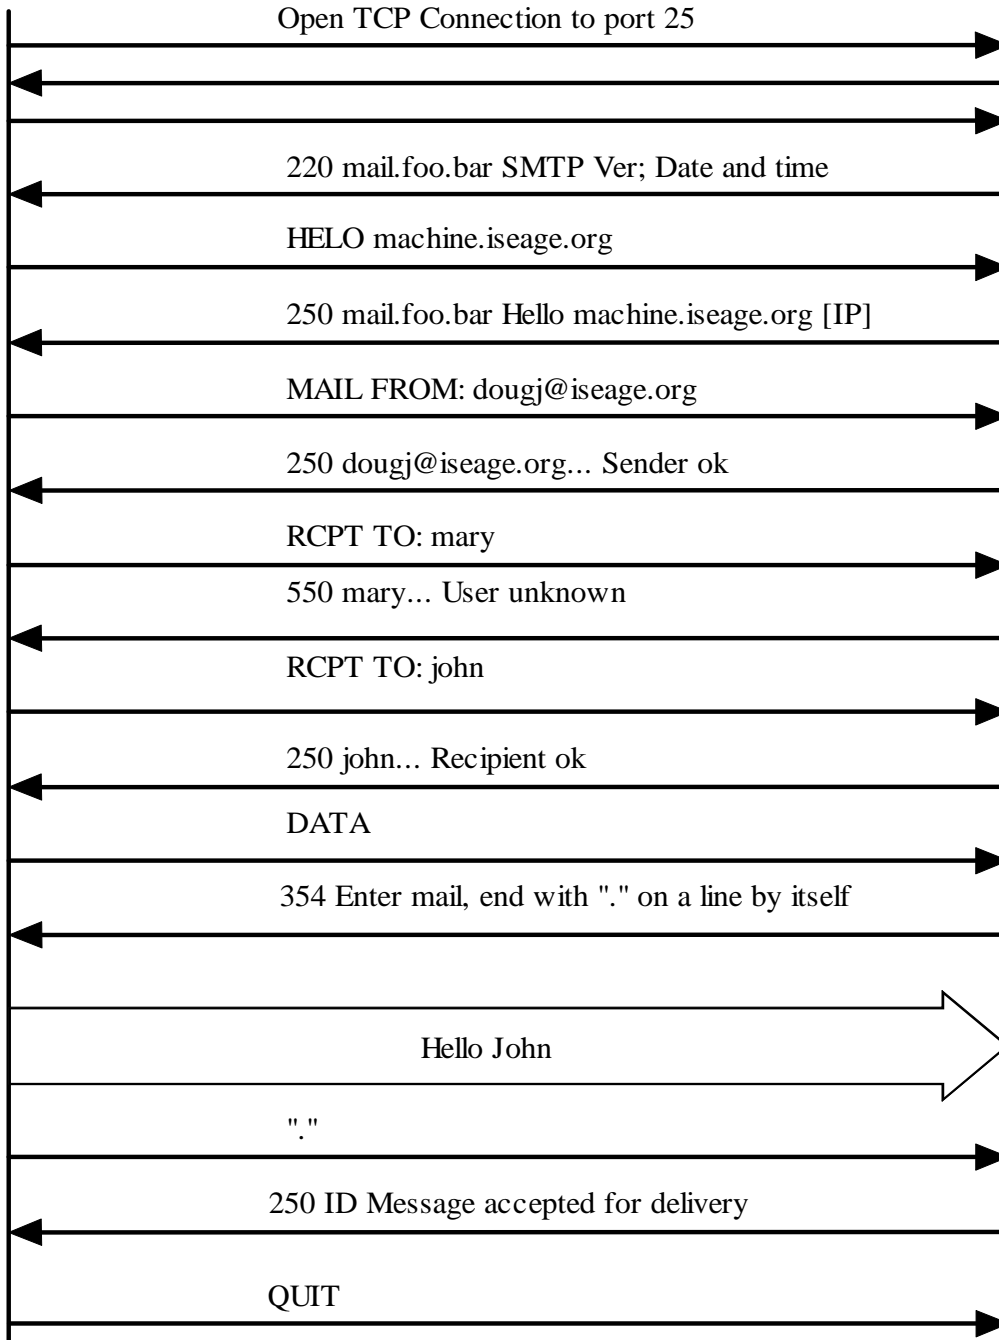 Open TCP Connection to port 25
220 mail.foo.bar SMTP Ver; Date and time
HELO machine.iseage.org
250 mail.foo.bar Hello machine.iseage.org [IP]
MAIL FROM: dougj@iseage.org
250 dougj@iseage.org... Sender ok
RCPT TO: mary
550 mary... User unknown
RCPT TO: john
250 john... Recipient ok
DATA
354 Enter mail, end with "." on a line by itself
Hello John
"."
250 ID Message accepted for delivery
QUIT